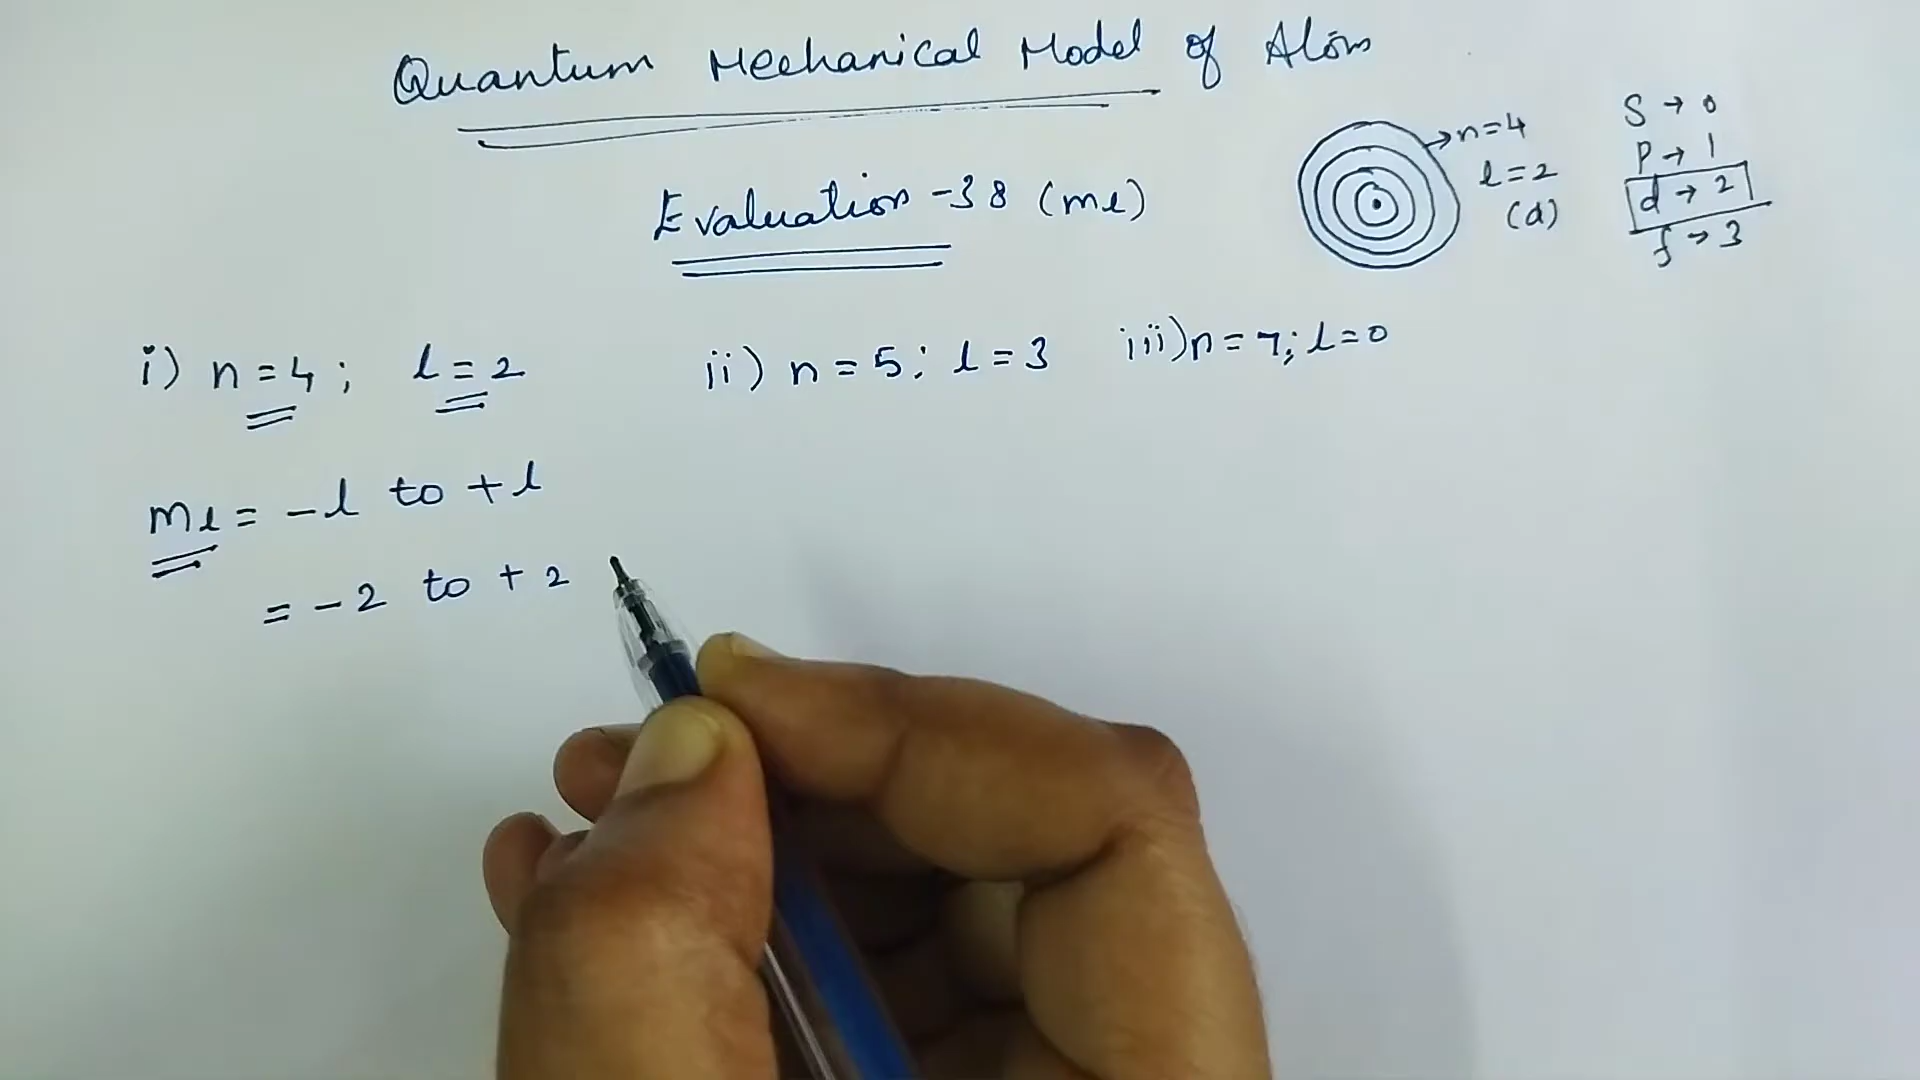 Quantum Mechanical Model of Atom
Evaluation -38 (ml)
→ n=4
l=2
(d)
S → 0
P → 1
d → 2
f → 3
i) n = 4 ; l = 2
ii) n = 5 ; l = 3
iii) n = 7 ; l = 0
ml = -l to +l
= -2 to +2